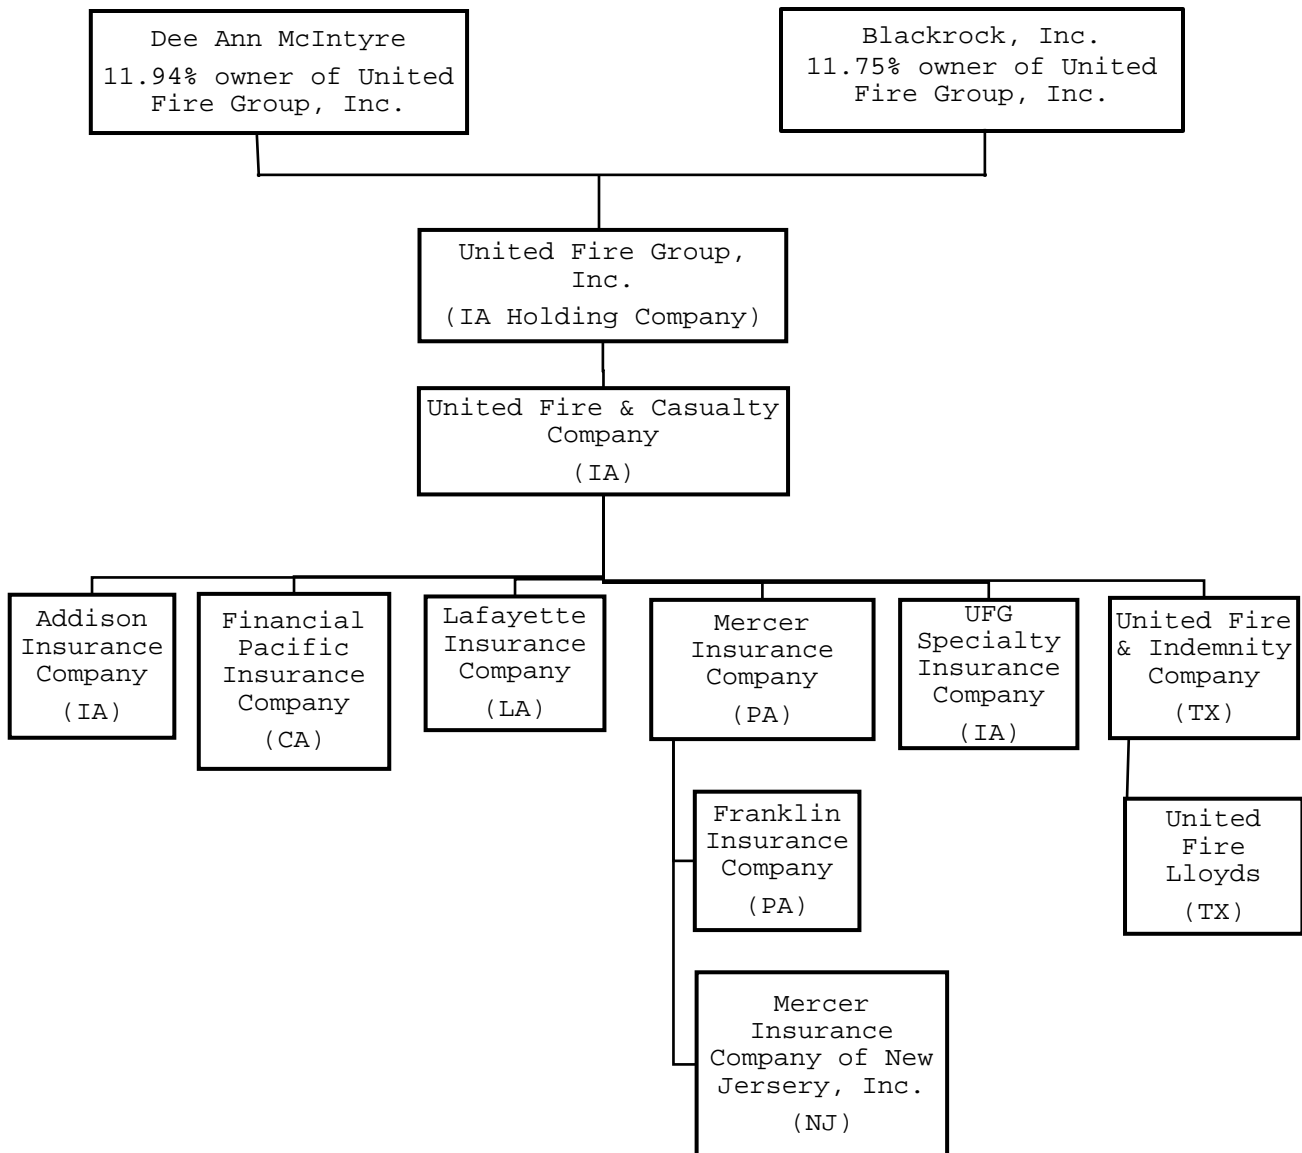 Dee Ann McIntyre
11.94% owner of United
Fire Group, Inc.
Blackrock, Inc.
11.75% owner of United
Fire Group, Inc.
United Fire Group,
Inc.
(IA Holding Company)
United Fire & Casualty
Company
(IA)
Addison
Insurance
Company
(IA)
Financial
Pacific
Insurance
Company
(CA)
Lafayette
Insurance
Company
(LA)
Mercer
Insurance
Company
(PA)
UFG
Specialty
Insurance
Company
(IA)
United Fire
& Indemnity
Company
(TX)
Franklin
Insurance
Company
(PA)
United
Fire
Lloyds
(TX)
Mercer
Insurance
Company of New
Jersery, Inc.
(NJ)